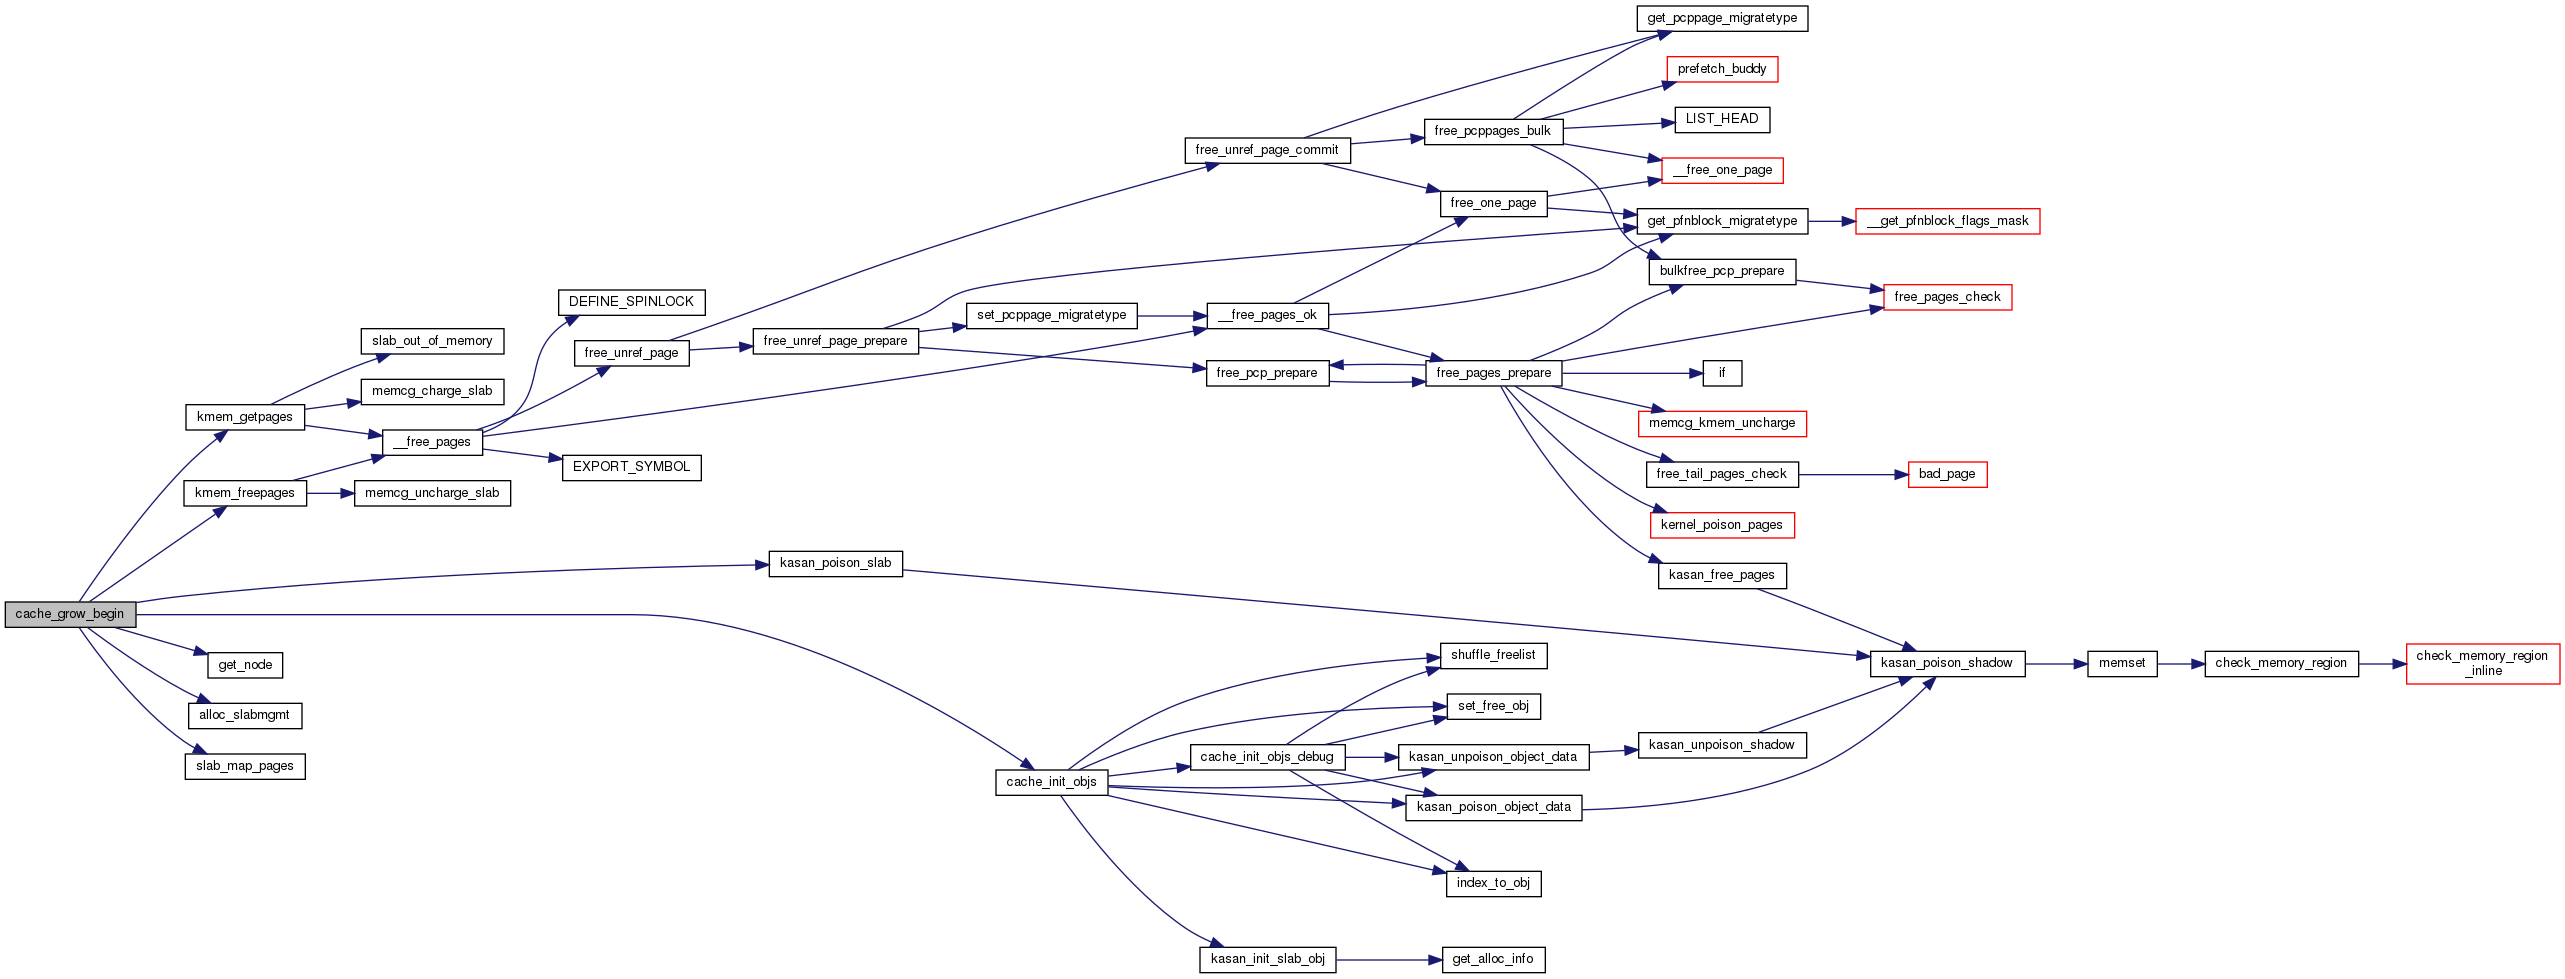 get_pcppage_migratetype
prefetch_buddy
LIST_HEAD
free_pcppages_bulk
free_unref_page_commit
__free_one_page
free_one_page
get_pfnblock_migratetype
__get_pfnblock_flags_mask
bulkfree_pcp_prepare
free_pages_check
DEFINE_SPINLOCK
set_pcppage_migratetype
__free_pages_ok
slab_out_of_memory
free_unref_page
free_unref_page_prepare
free_pcp_prepare
free_pages_prepare
if
memcg_charge_slab
kmem_getpages
memcg_kmem_uncharge
__free_pages
EXPORT_SYMBOL
free_tail_pages_check
bad_page
kmem_freepages
memcg_uncharge_slab
kernel_poison_pages
kasan_poison_slab
kasan_free_pages
cache_grow_begin
get_node
shuffle_freelist
kasan_poison_shadow
memset
check_memory_region
check_memory_region
_inline
alloc_slabmgmt
set_free_obj
kasan_unpoison_shadow
slab_map_pages
cache_init_objs_debug
kasan_unpoison_object_data
cache_init_objs
kasan_poison_object_data
index_to_obj
kasan_init_slab_obj
get_alloc_info